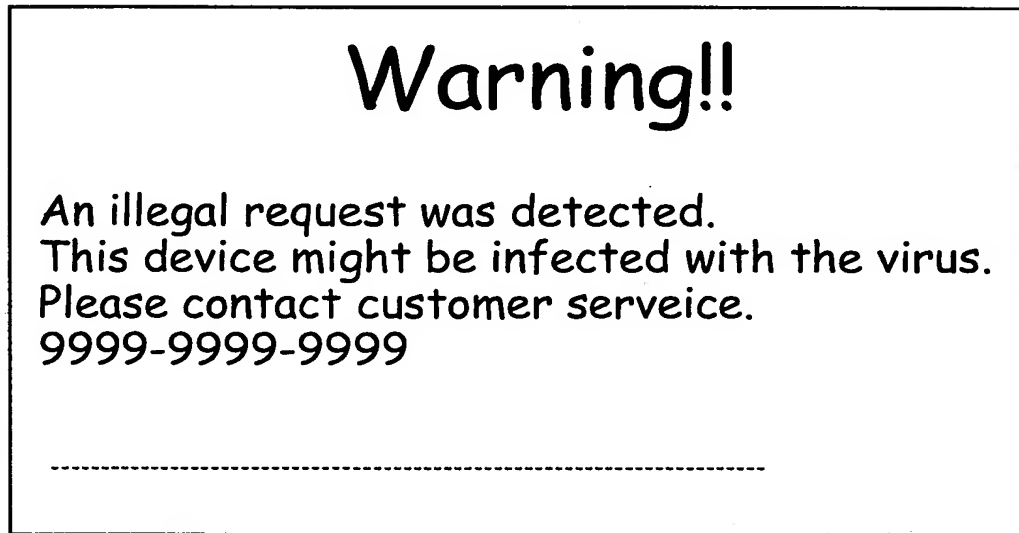 Warning!!
An illegal request was detected.
This device might be infected with the virus.
Please contact customer serveice.
9999-9999-9999